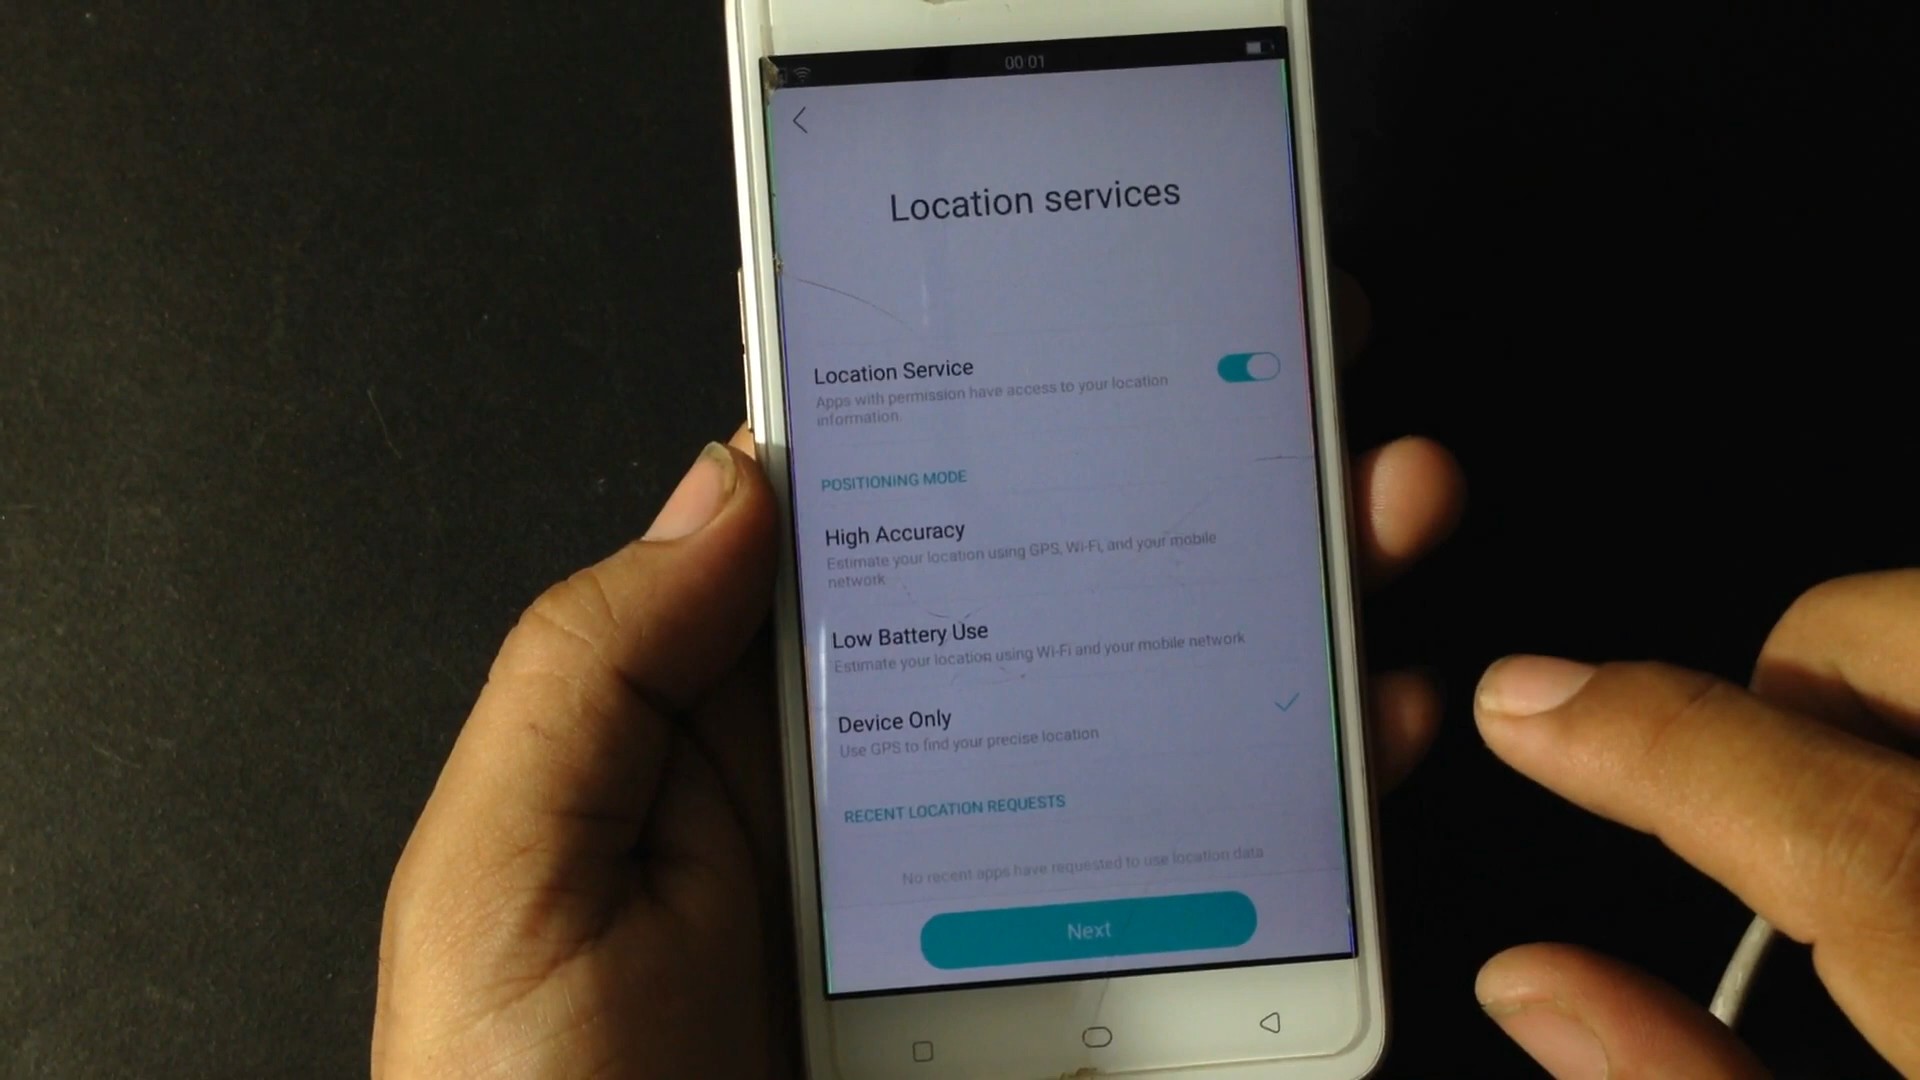 00:01
Location services
Location Service
Apps with permission have access to your location
information.
POSITIONING MODE
High Accuracy
Estimate your location using GPS, Wi-Fi, and your mobile
network
Low Battery Use
Estimate your location using Wi-Fi and your mobile network
Device Only
Use GPS to find your precise location
RECENT LOCATION REQUESTS
No recent apps have requested to use location data
Next